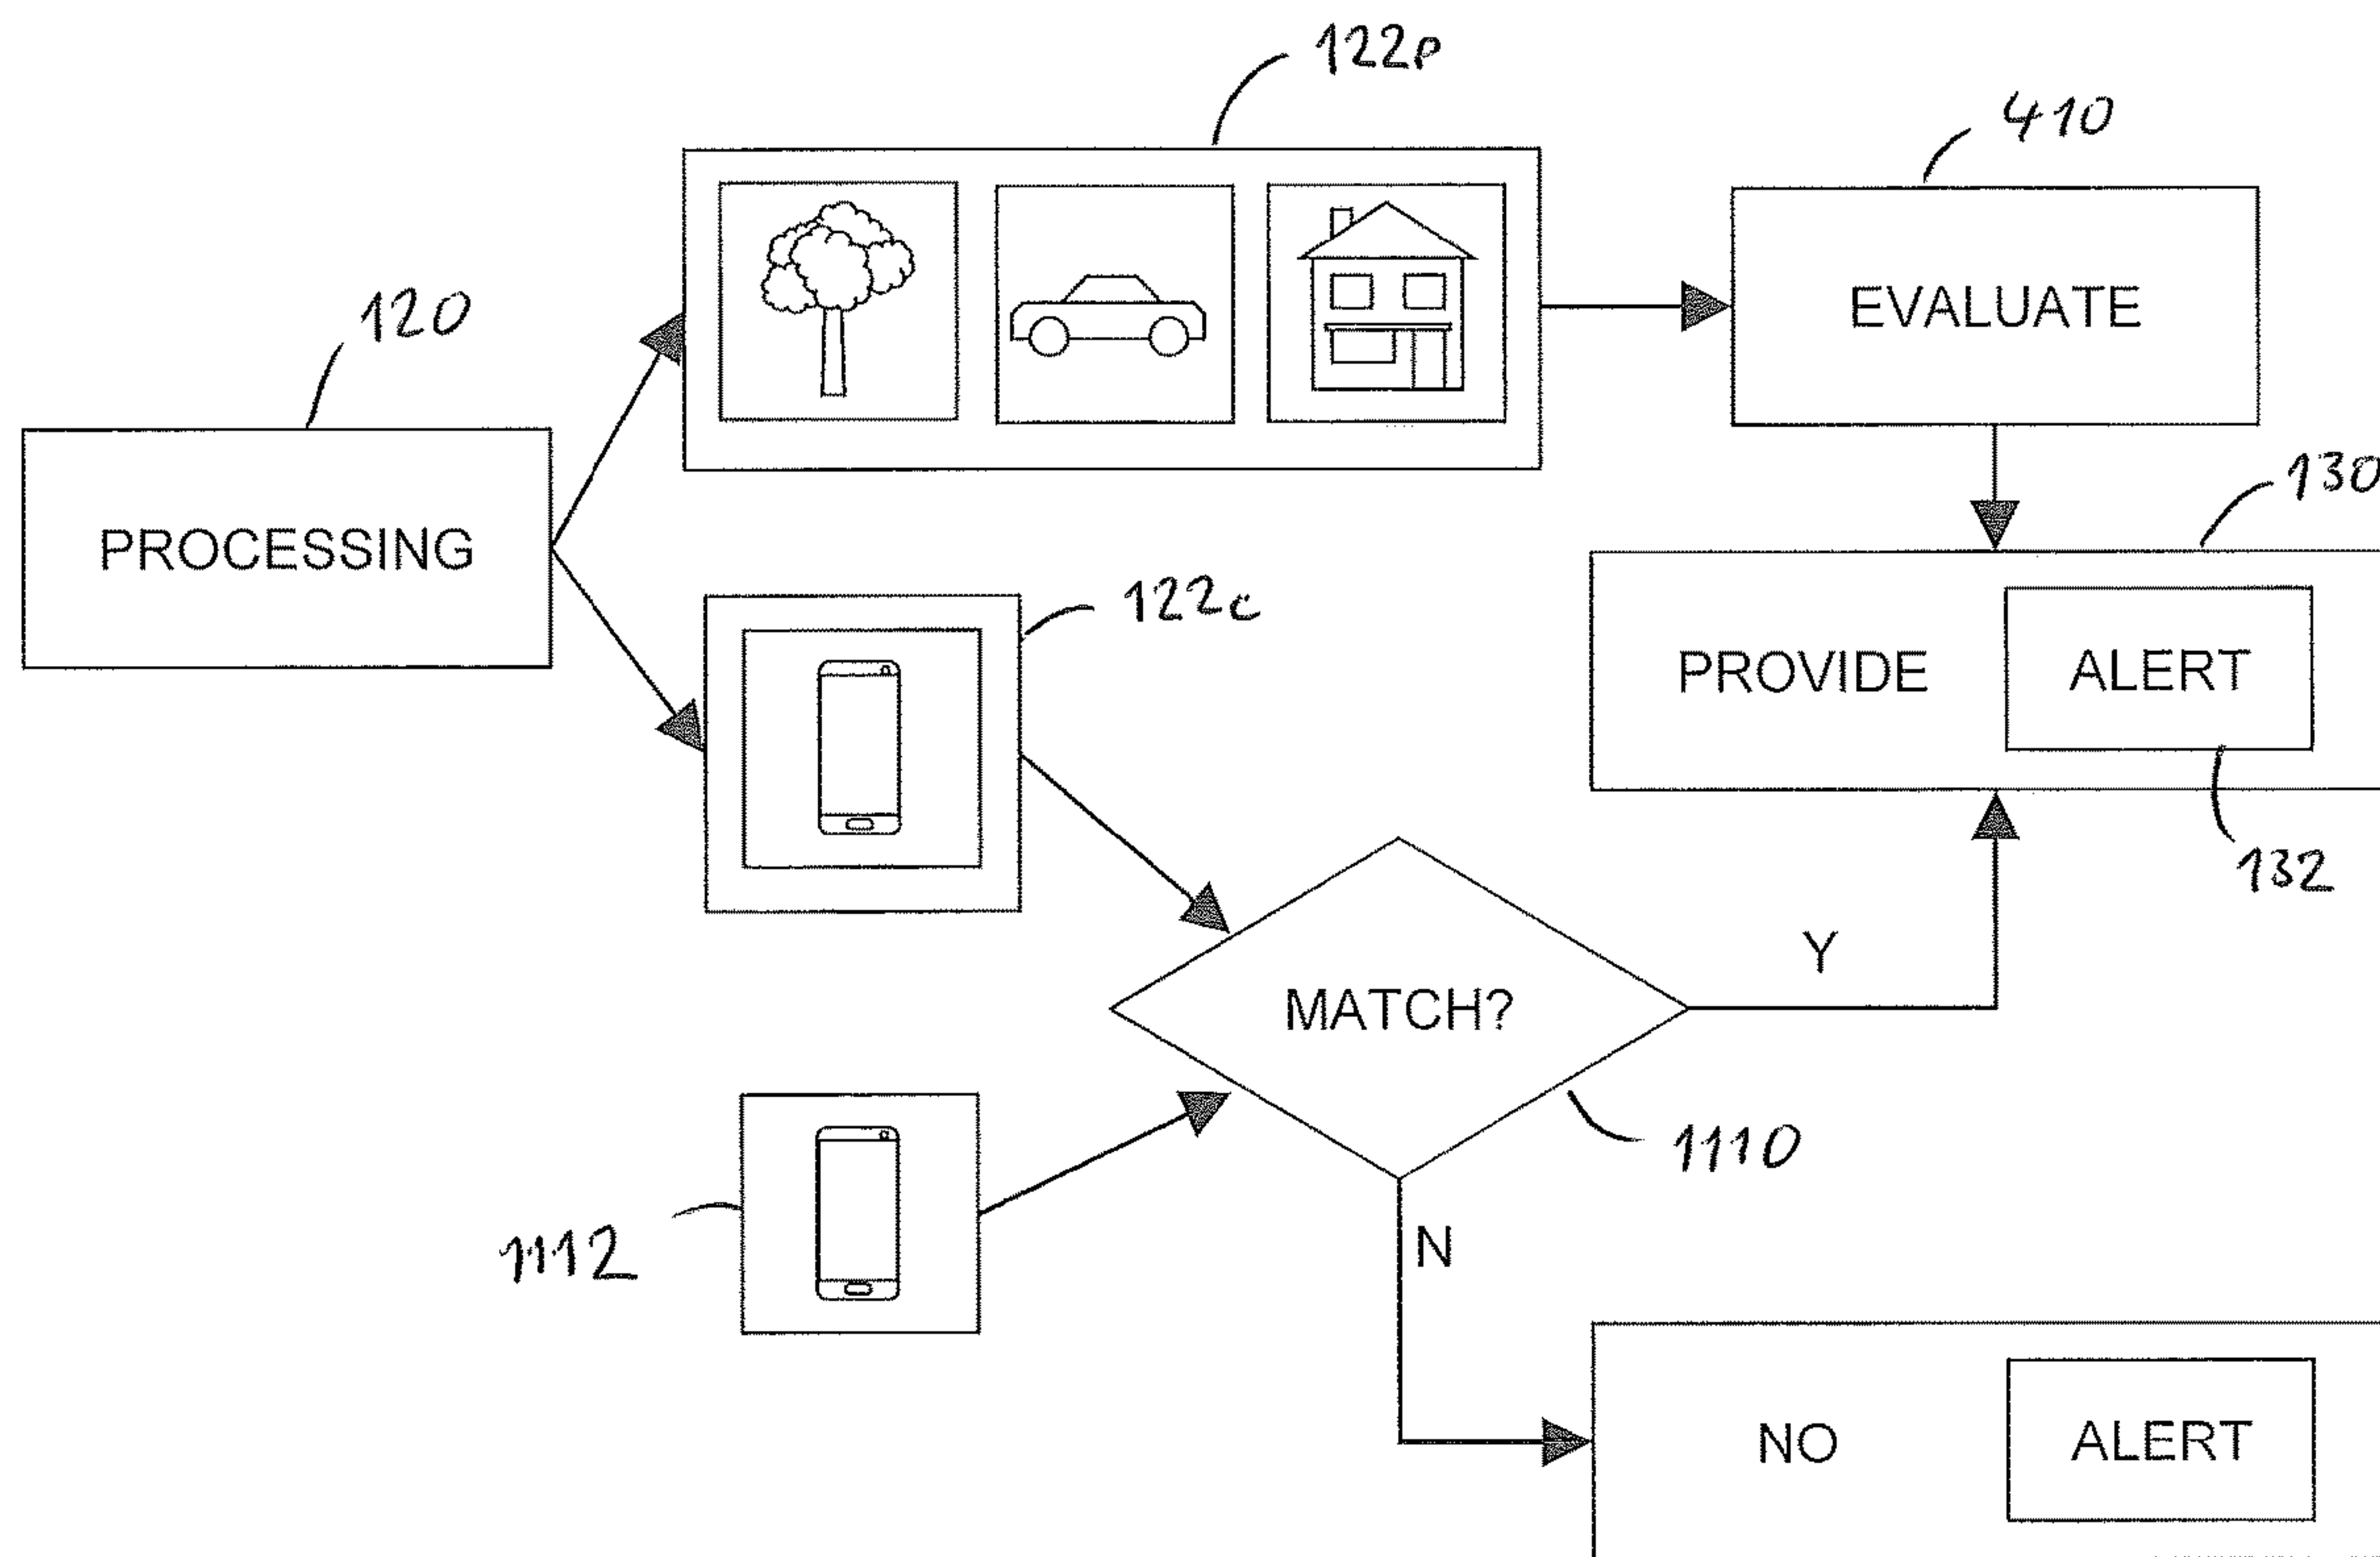 122p
410
120
EVALUATE
130
PROCESSING
122c
PROVIDE
ALERT
132
Y
MATCH?
1110
1112
N
NO
ALERT